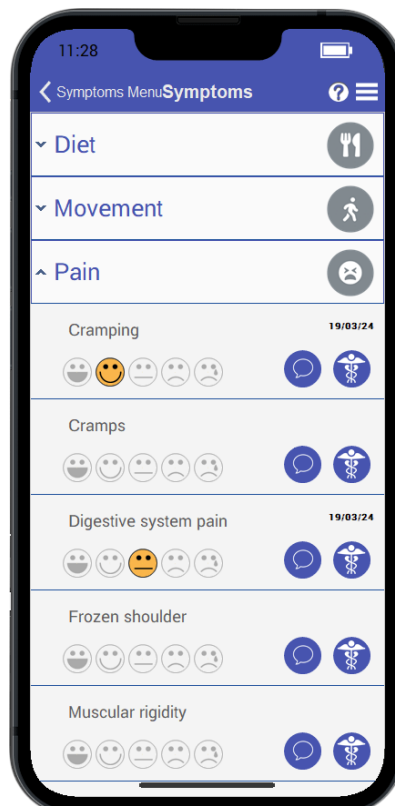 11:28
Symptoms Menu Symptoms ?
Diet
Movement
Pain
Cramping 19/03/24
Cramps
Digestive system pain 19/03/24
Frozen shoulder
Muscular rigidity